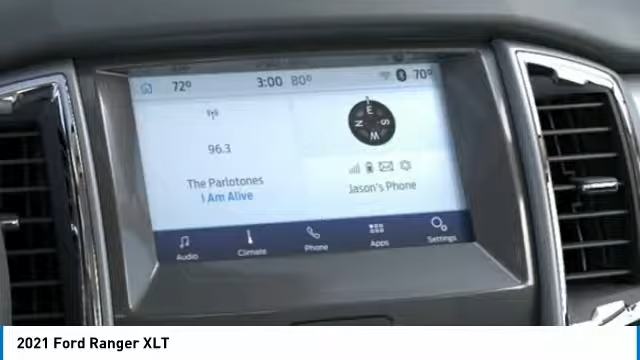 72° 3:00 80° 70°
96.3
The Parlotones
I Am Alive
E
N S
W
Jason's Phone
Audio Climate Phone Apps Settings
2021 Ford Ranger XLT